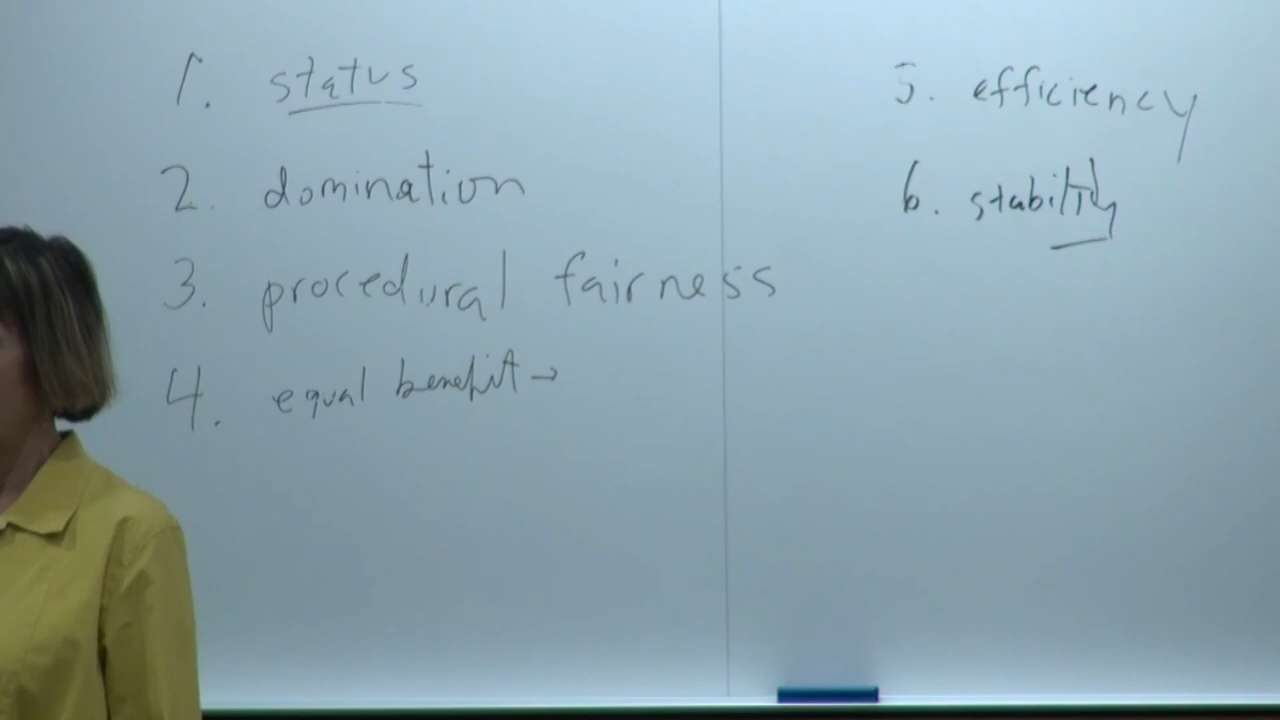 1. status
2. domination
3. procedural fairness
4. equal benefit →
5. efficiency
6. stability